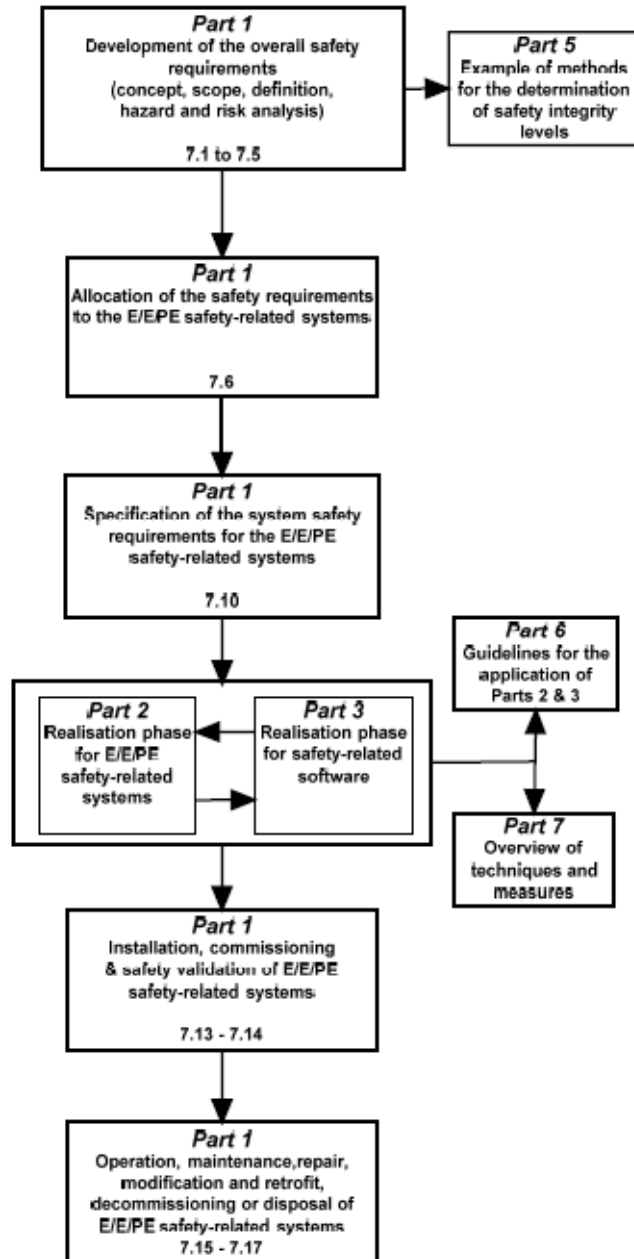 Part 1
Development of the overall safety
requirements
(concept, scope, definition,
hazard and risk analysis)
7.1 to 7.5
Part 5
Example of methods
for the determination
of safety integrity
levels
Part 1
Allocation of the safety requirements
to the E/E/PE safety-related systems
7.6
Part 1
Specification of the system safety
requirements for the E/E/PE
safety-related systems
7.10
Part 2
Realisation phase
for E/E/PE
safety-related
systems
Part 3
Realisation phase
for safety-related
software
Part 6
Guidelines for the
application of
Parts 2 & 3
Part 7
Overview of
techniques and
measures
Part 1
Installation, commissioning
& safety validation of E/E/PE
safety-related systems
7.13 - 7.14
Part 1
Operation, maintenance,repair,
modification and retrofit,
decommissioning or disposal of
E/E/PE safety-related systems
7.15 - 7.17